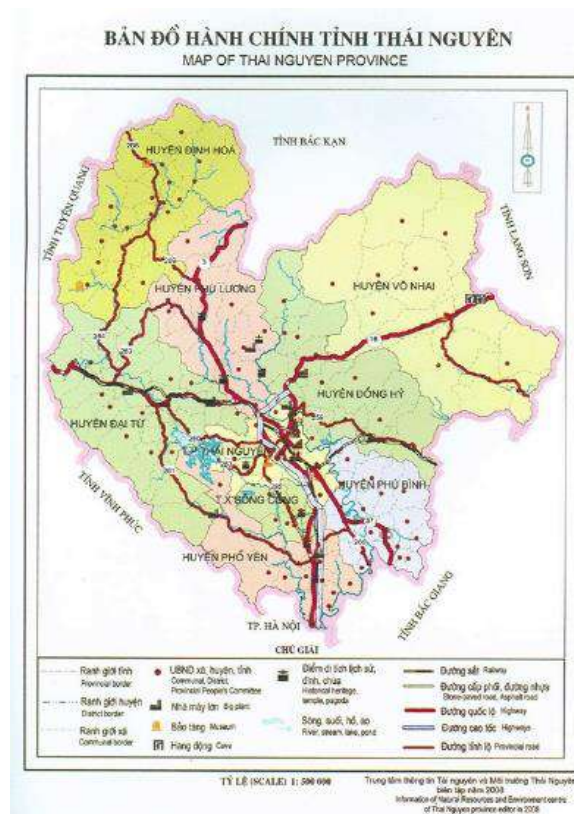 BẢN ĐỒ HÀNH CHÍNH TỈNH THÁI NGUYÊN
MAP OF THAI NGUYEN PROVINCE
HUYỆN ĐỊNH HÓA
TỈNH BẮC KẠN
TỈNH TUYÊN QUANG
TỈNH LẠNG SƠN
3
HUYỆN PHÚ LƯƠNG
HUYỆN VÕ NHAI
HUYỆN ĐỒNG HỶ
HUYỆN ĐẠI TỪ
T.P THÁI NGUYÊN
HUYỆN PHÚ BÌNH
T.X SÔNG CÔNG
TỈNH VĨNH PHÚC
HUYỆN PHỔ YÊN
TỈNH BẮC GIANG
TP. HÀ NỘI
CHÚ GIẢI
Ranh giới tỉnh
Provincial border
Ranh giới huyện
District border
Ranh giới xã
Communal border
UBND xã, huyện, tỉnh
Communal, District,
Provincial People's Committee
Nhà máy lớn Big plant
Bảo tàng Museum
Hang động Cave
Điểm di tích lịch sử,
đình, chùa
Historical heritage,
temple, pagoda
Sông, suối, hồ, ao
River, stream, lake, pond
Đường sắt Railway
Đường cấp phối, đường nhựa
Stone-paved road, Asphalt road
Đường quốc lộ Highway
Đường cao tốc Highways
Đường tỉnh lộ Provincial road
TỶ LỆ (SCALE) 1: 500 000
Trung tâm thông tin Tài nguyên và Môi trường Thái Nguyên
biên tập năm 2008
Information of Natural Resources and Environment centre
of Thai Nguyen province editor in 2008